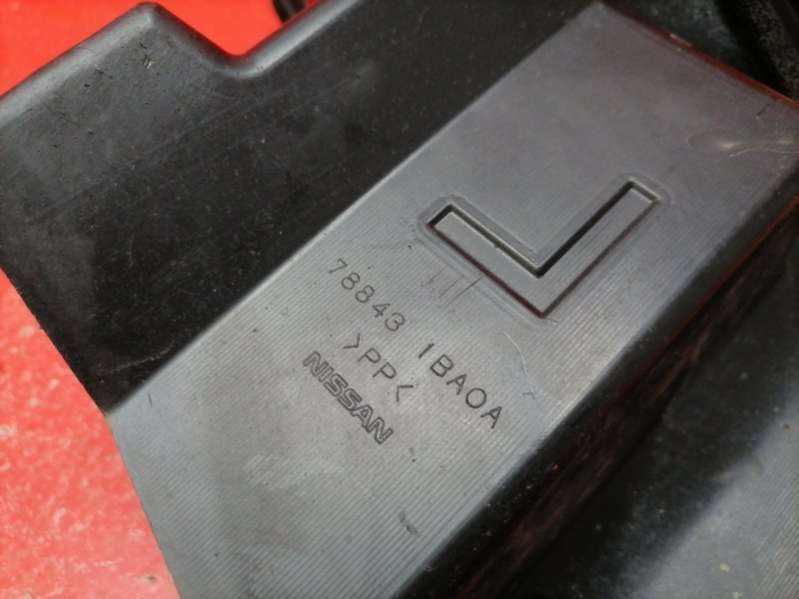 L
78843 1BA0A
>PP<
NISSAN